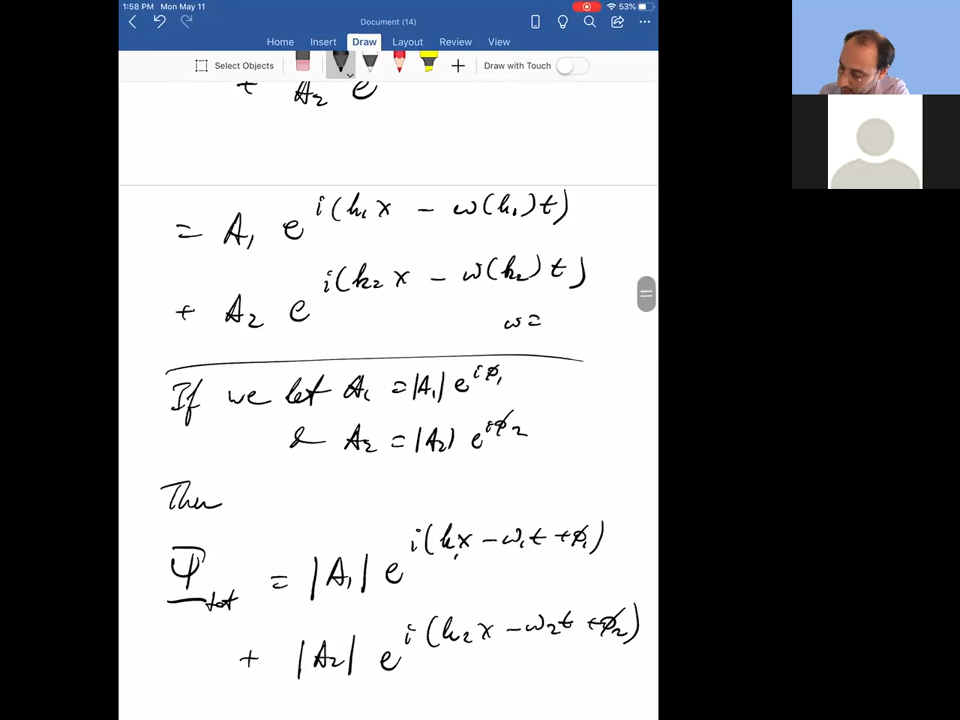 1:58 PM Mon May 11
53%
Document (14)
Home Insert Draw Layout Review View
Select Objects
Draw with Touch
+ A₂ e
= A₁ e^{i(k₁x - ω(k₁)t)}
+ A₂ e^{i(k₂x - ω(k₂)t)}
ω =
If we let A₁ = |A₁| e^{iφ₁}
& A₂ = |A₂| e^{iφ₂}
Then
Ψ_tot = |A₁| e^{i(k₁x - ω₁t + φ₁)}
+ |A₂| e^{i(k₂x - ω₂t + φ₂)}